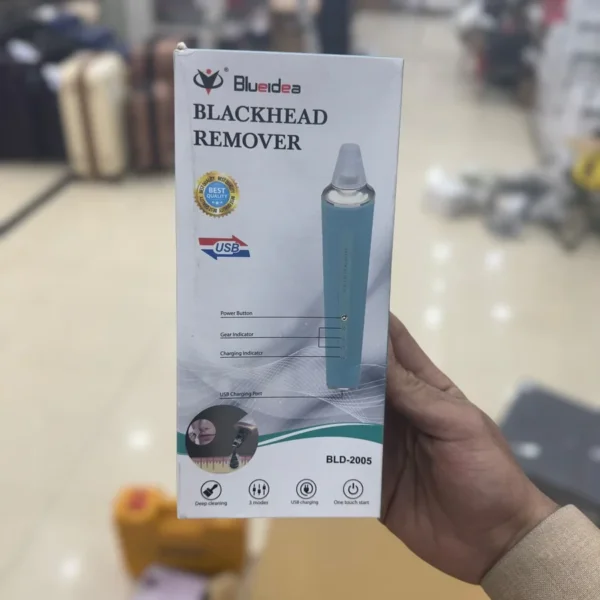 Blueidea
BLACKHEAD
REMOVER
BEST
QUALITY
USB
Power Button
Gear Indicator
Charging Indicator
USB Charging Port
BLD-2005
Deep cleaning
3 modes
USB charging
One touch start